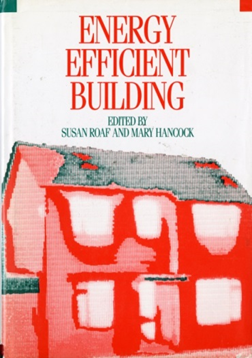 ENERGY
EFFICIENT
BUILDING
EDITED BY
SUSAN ROAF AND MARY HANCOCK